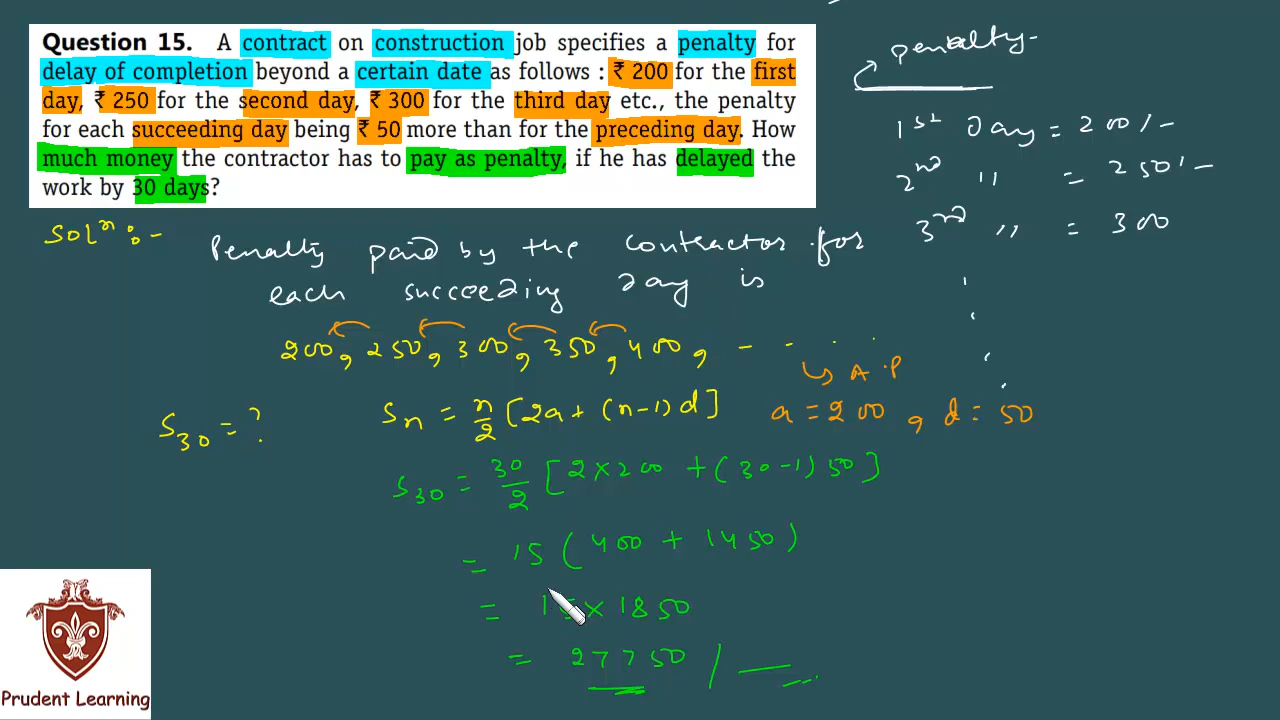 Question 15. A contract on construction job specifies a penalty for
delay of completion beyond a certain date as follows : ₹ 200 for the first
day, ₹ 250 for the second day, ₹ 300 for the third day etc., the penalty
for each succeeding day being ₹ 50 more than for the preceding day. How
much money the contractor has to pay as penalty, if he has delayed the
work by 30 days?
penalty-
1st Day = 200/-
2nd " = 250/-
3rd " = 300
Solⁿ :-
Penalty paid by the contractor for
each succeeding day is
200, 250, 300, 350, 400, - - . .
↳ A.P
S₃₀ = ?
Sₙ = n/2 [2a + (n-1)d]
a = 200, d = 50
S₃₀ = 30/2 [2×200 + (30-1)50]
= 15 (400 + 1450)
= 15 × 1850
= 27750 /—
Prudent Learning